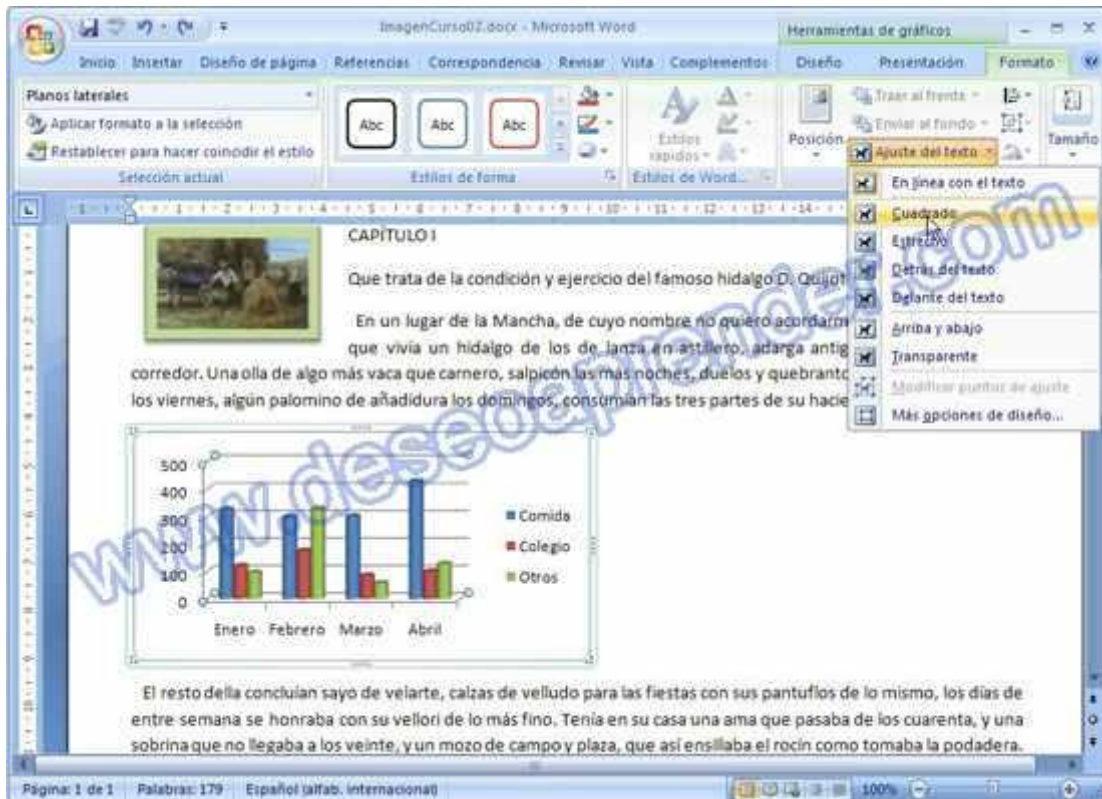 ImagenCurso02.docx - Microsoft Word
Herramientas de gráficos
Inicio Insertar Diseño de página Referencias Correspondencia Revisar Vista Complementos Diseño Presentación Formato
Planos laterales
Aplicar formato a la selección
Restablecer para hacer coincidir el estilo
Selección actual
Abc Abc Abc
Estilos de forma
Estilos rápidos
Estilos de Word...
Posición
Traer al frente
Enviar al fondo
Ajuste del texto
Tamaño
En línea con el texto
Cuadrado
Estrecho
Detrás del texto
Delante del texto
Arriba y abajo
Transparente
Modificar puntos de ajuste
Más opciones de diseño...
CAPÍTULO I
Que trata de la condición y ejercicio del famoso hidalgo D. Quijot
En un lugar de la Mancha, de cuyo nombre no quiero acordarm
que vivía un hidalgo de los de lanza en astillero, adarga antig
corredor. Una olla de algo más vaca que carnero, salpicón las más noches, duelos y quebranto
los viernes, algún palomino de añadidura los domingos, consumían las tres partes de su hacie
500
400
300
200
100
0
Enero Febrero Marzo Abril
Comida
Colegio
Otros
El resto della concluían sayo de velarte, calzas de velludo para las fiestas con sus pantuflos de lo mismo, los días de
entre semana se honraba con su vellori de lo más fino. Tenía en su casa una ama que pasaba de los cuarenta, y una
sobrina que no llegaba a los veinte, y un mozo de campo y plaza, que así ensillaba el rocín como tomaba la podadera.
Página: 1 de 1 Palabras: 179 Español (alfab. internacional) 100%
www.deseoaprender.com